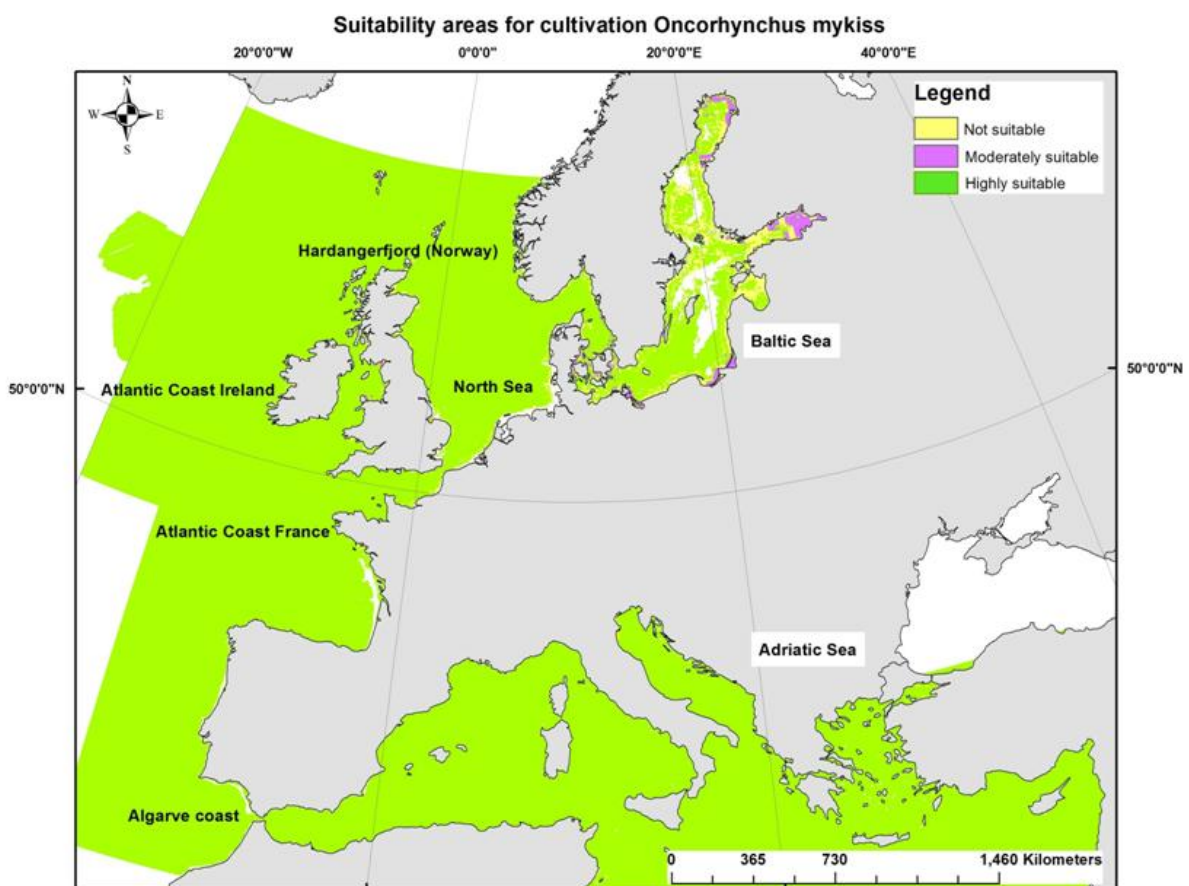 Suitability areas for cultivation Oncorhynchus mykiss
20°0'0"W 0°0'0" 20°0'0"E 40°0'0"E
N
W E
S
Legend
Not suitable
Moderately suitable
Highly suitable
Hardangerfjord (Norway)
Baltic Sea
50°0'0"N 50°0'0"N
Atlantic Coast Ireland
North Sea
Atlantic Coast France
Adriatic Sea
Algarve coast
0 365 730 1,460 Kilometers